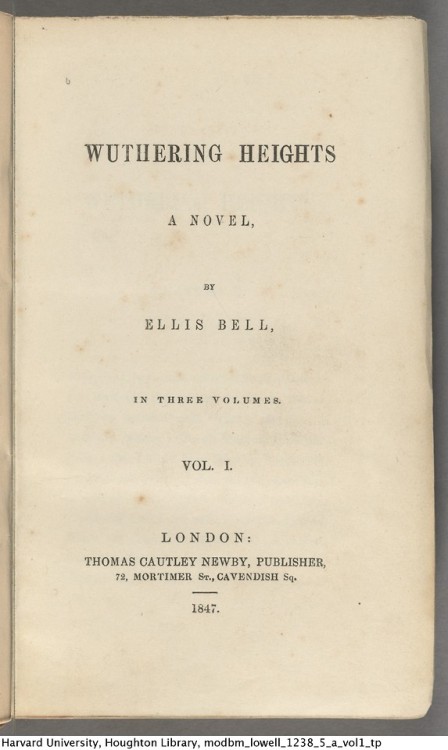 WUTHERING HEIGHTS
A NOVEL,
BY
ELLIS BELL,
IN THREE VOLUMES.
VOL. I.
LONDON:
THOMAS CAUTLEY NEWBY, PUBLISHER,
72, MORTIMER St., CAVENDISH Sq.
1847.
Harvard University, Houghton Library, modbm_lowell_1238_5_a_vol1_tp